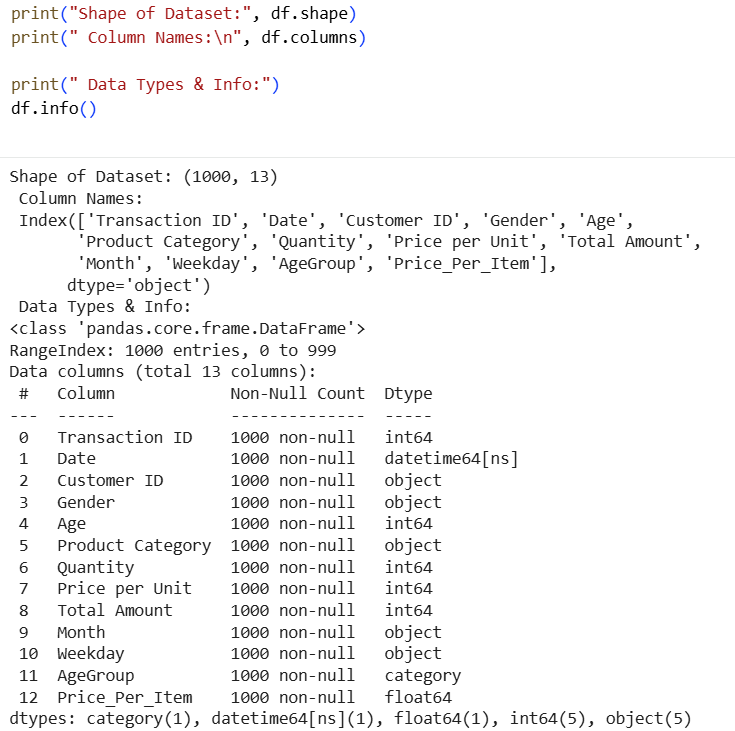 print("Shape of Dataset:", df.shape)
print(" Column Names:\n", df.columns)
print(" Data Types & Info:")
df.info()
Shape of Dataset: (1000, 13)
 Column Names:
 Index(['Transaction ID', 'Date', 'Customer ID', 'Gender', 'Age',
       'Product Category', 'Quantity', 'Price per Unit', 'Total Amount',
       'Month', 'Weekday', 'AgeGroup', 'Price_Per_Item'],
      dtype='object')
 Data Types & Info:
<class 'pandas.core.frame.DataFrame'>
RangeIndex: 1000 entries, 0 to 999
Data columns (total 13 columns):
 #   Column            Non-Null Count  Dtype
---  ------            --------------  -----
 0   Transaction ID    1000 non-null   int64
 1   Date              1000 non-null   datetime64[ns]
 2   Customer ID       1000 non-null   object
 3   Gender            1000 non-null   object
 4   Age               1000 non-null   int64
 5   Product Category  1000 non-null   object
 6   Quantity          1000 non-null   int64
 7   Price per Unit    1000 non-null   int64
 8   Total Amount      1000 non-null   int64
 9   Month             1000 non-null   object
 10  Weekday           1000 non-null   object
 11  AgeGroup          1000 non-null   category
 12  Price_Per_Item    1000 non-null   float64
dtypes: category(1), datetime64[ns](1), float64(1), int64(5), object(5)